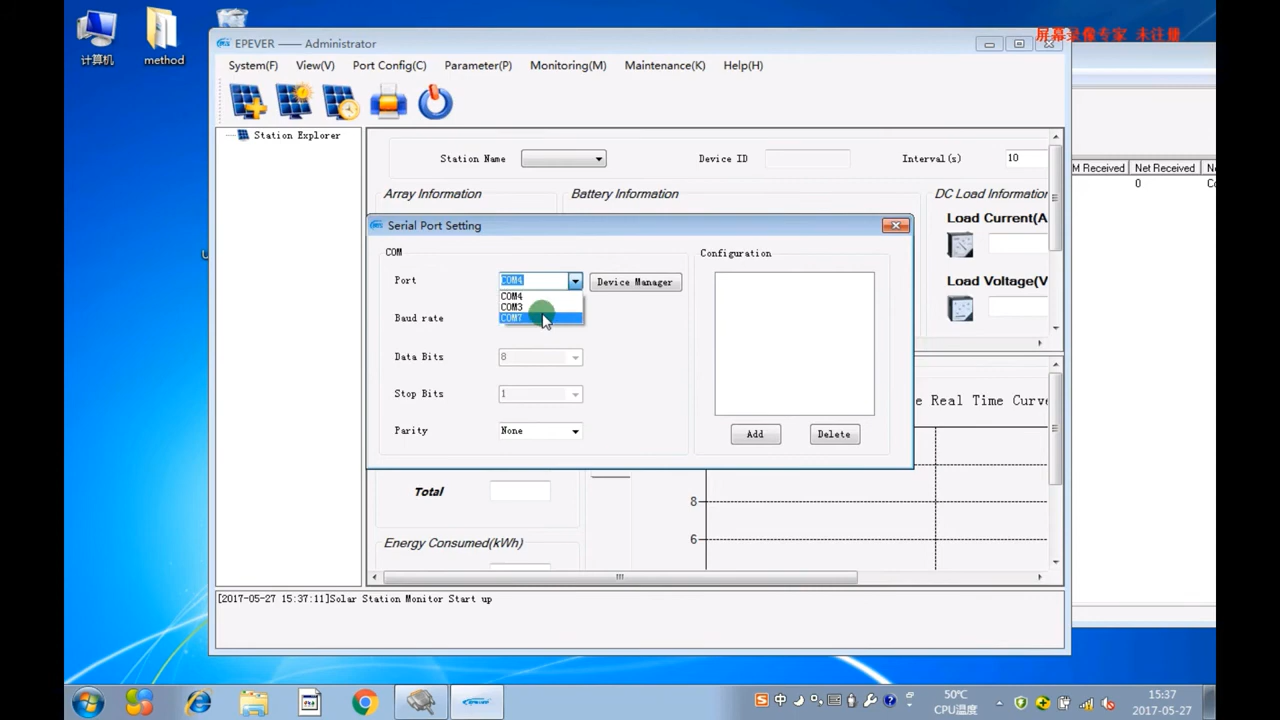 计算机
method
EPEVER —— Administrator
屏幕录像专家 未注册
System(F) View(V) Port Config(C) Parameter(P) Monitoring(M) Maintenance(K) Help(H)
Station Explorer
Station Name
Device ID
Interval(s)
10
Array Information
Battery Information
DC Load Information
M Received
Net Received
0
Load Current(A
Load Voltage(V
Serial Port Setting
COM
Port
COM4
Device Manager
COM4
COM3
COM7
Baud rate
Data Bits
8
Stop Bits
1
Parity
None
Configuration
Add
Delete
e Real Time Curve
Total
8
6
Energy Consumed(kWh)
[2017-05-27 15:37:11]Solar Station Monitor Start up
中
50℃
CPU温度
15:37
2017-05-27